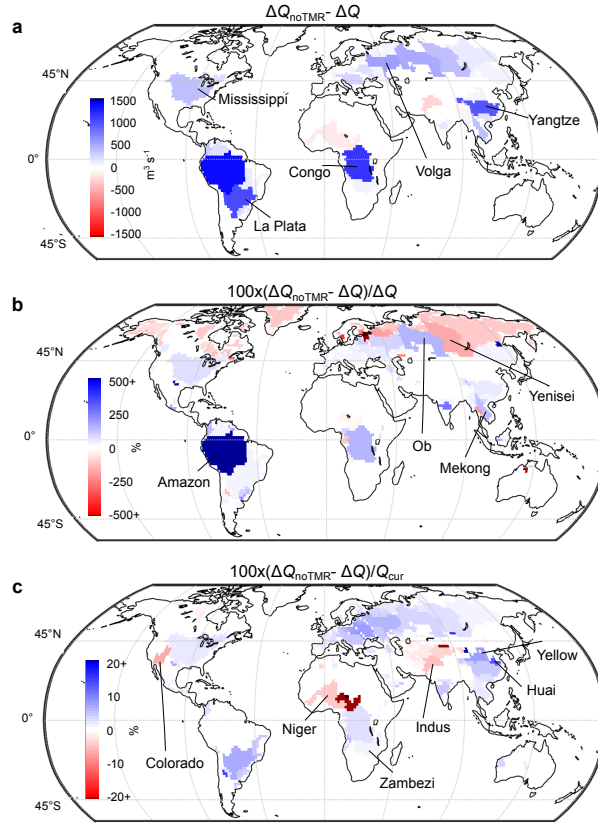 ΔQnoTMR- ΔQ
a
45°N
Mississippi
1500
1000
500
0
-500
-1000
-1500
m³ s⁻¹
Yangtze
0°
Congo
Volga
La Plata
45°S
100x(ΔQnoTMR- ΔQ)/ΔQ
b
45°N
500+
250
0
-250
-500+
%
Yenisei
0°
Ob
Amazon
Mekong
45°S
100x(ΔQnoTMR- ΔQ)/Qcur
c
45°N
20+
10
0
-10
-20+
%
Yellow
Huai
0°
Niger
Indus
Colorado
Zambezi
45°S